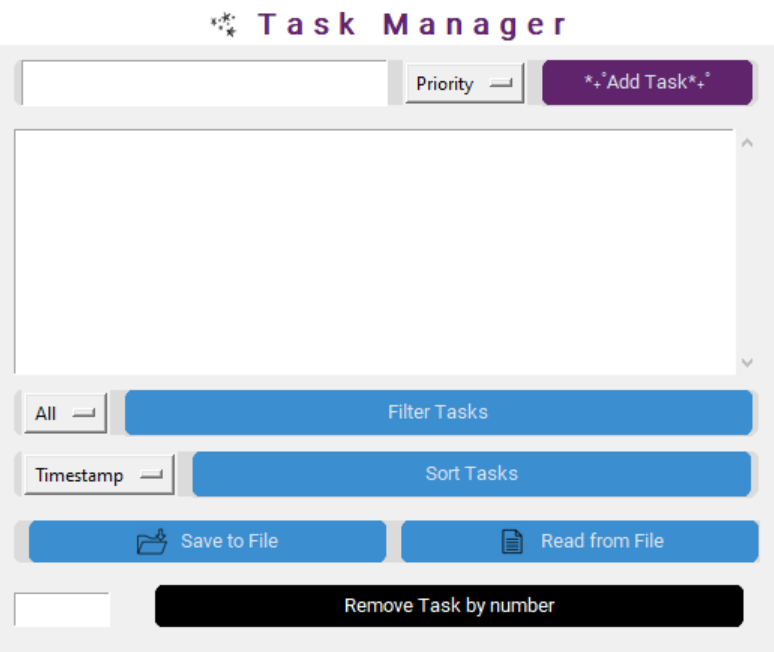 Task Manager
Priority *₊˚Add Task*₊˚
All Filter Tasks
Timestamp Sort Tasks
Save to File Read from File
Remove Task by number